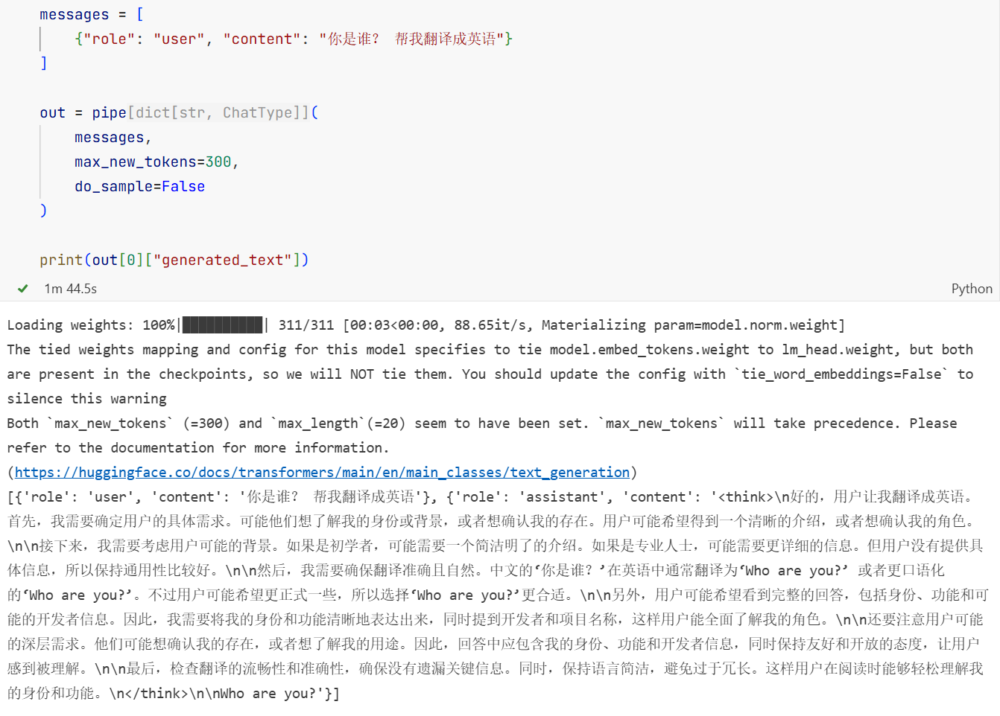 messages = [
    {"role": "user", "content": "你是谁? 帮我翻译成英语"}
]
out = pipe[dict[str, ChatType]](
    messages,
    max_new_tokens=300,
    do_sample=False
)
print(out[0]["generated_text"])
✓ 1m 44.5s Python
Loading weights: 100%|██████████| 311/311 [00:03<00:00, 88.65it/s, Materializing param=model.norm.weight]
The tied weights mapping and config for this model specifies to tie model.embed_tokens.weight to lm_head.weight, but both
are present in the checkpoints, so we will NOT tie them. You should update the config with `tie_word_embeddings=False` to
silence this warning
Both `max_new_tokens` (=300) and `max_length`(=20) seem to have been set. `max_new_tokens` will take precedence. Please
refer to the documentation for more information.
(https://huggingface.co/docs/transformers/main/en/main_classes/text_generation)
[{'role': 'user', 'content': '你是谁? 帮我翻译成英语'}, {'role': 'assistant', 'content': '<think>\n好的，用户让我翻译成英语。
首先，我需要确定用户的具体需求。可能他们想了解我的身份或背景，或者想确认我的存在。用户可能希望得到一个清晰的介绍，或者想确认我的角色。
\n\n接下来，我需要考虑用户可能的背景。如果是初学者，可能需要一个简洁明了的介绍。如果是专业人士，可能需要更详细的信息。但用户没有提供具
体信息，所以保持通用性比较好。\n\n然后，我需要确保翻译准确且自然。中文的‘你是谁？’在英语中通常翻译为‘Who are you?’ 或者更口语化
的‘Who are you?’。不过用户可能希望更正式一些，所以选择‘Who are you?’更合适。\n\n另外，用户可能希望看到完整的回答，包括身份、功能和可
能的开发者信息。因此，我需要将我的身份和功能清晰地表达出来，同时提到开发者和项目名称，这样用户能全面了解我的角色。\n\n还要注意用户可能
的深层需求。他们可能想确认我的存在，或者想了解我的用途。因此，回答中应包含我的身份、功能和开发者信息，同时保持友好和开放的态度，让用户
感到被理解。\n\n最后，检查翻译的流畅性和准确性，确保没有遗漏关键信息。同时，保持语言简洁，避免过于冗长。这样用户在阅读时能够轻松理解我
的身份和功能。\n</think>\n\nWho are you?'}]